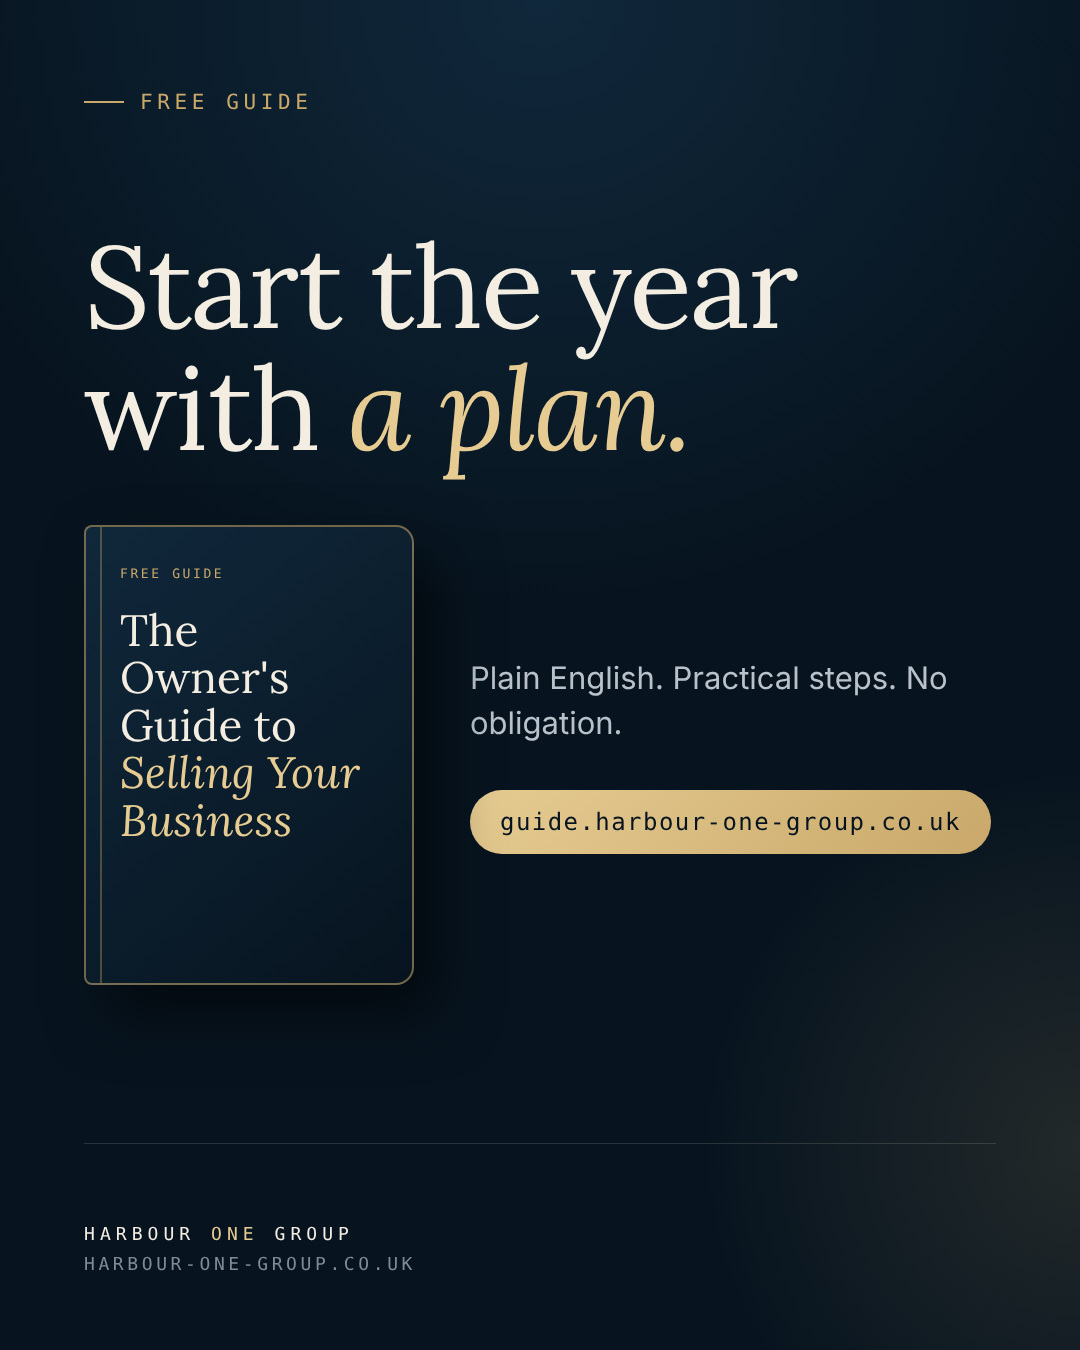 FREE GUIDE
Start the year
with a plan.
FREE GUIDE
The
Owner's
Guide to
Selling Your
Business
Plain English. Practical steps. No
obligation.
guide.harbour-one-group.co.uk
HARBOUR ONE GROUP
HARBOUR-ONE-GROUP.CO.UK